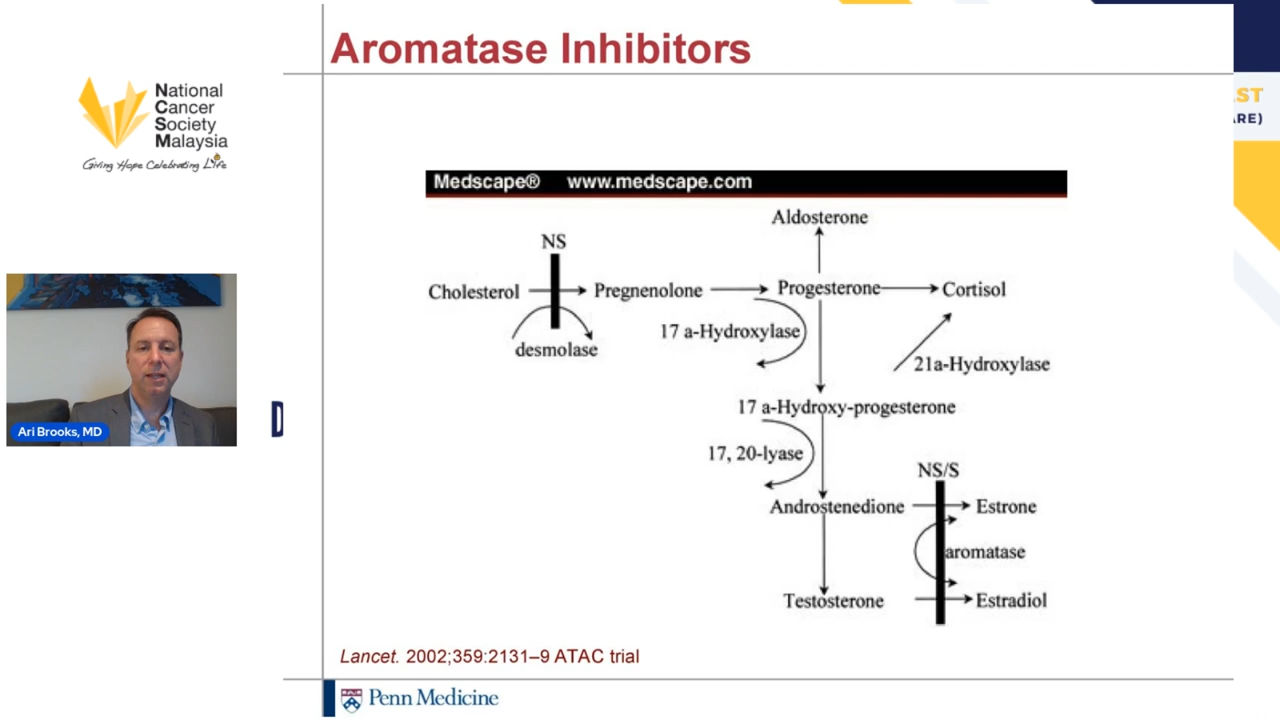 Aromatase Inhibitors
National
Cancer
Society
Malaysia
Giving Hope Celebrating Life
ST
RE)
Medscape® www.medscape.com
Aldosterone
NS
Cholesterol
Pregnenolone
Progesterone
Cortisol
desmolase
17 a-Hydroxylase
21a-Hydroxylase
17 a-Hydroxy-progesterone
17, 20-lyase
NS/S
Androstenedione
Estrone
aromatase
Testosterone
Estradiol
Ari Brooks, MD
D
Lancet. 2002;359:2131–9 ATAC trial
Penn Medicine